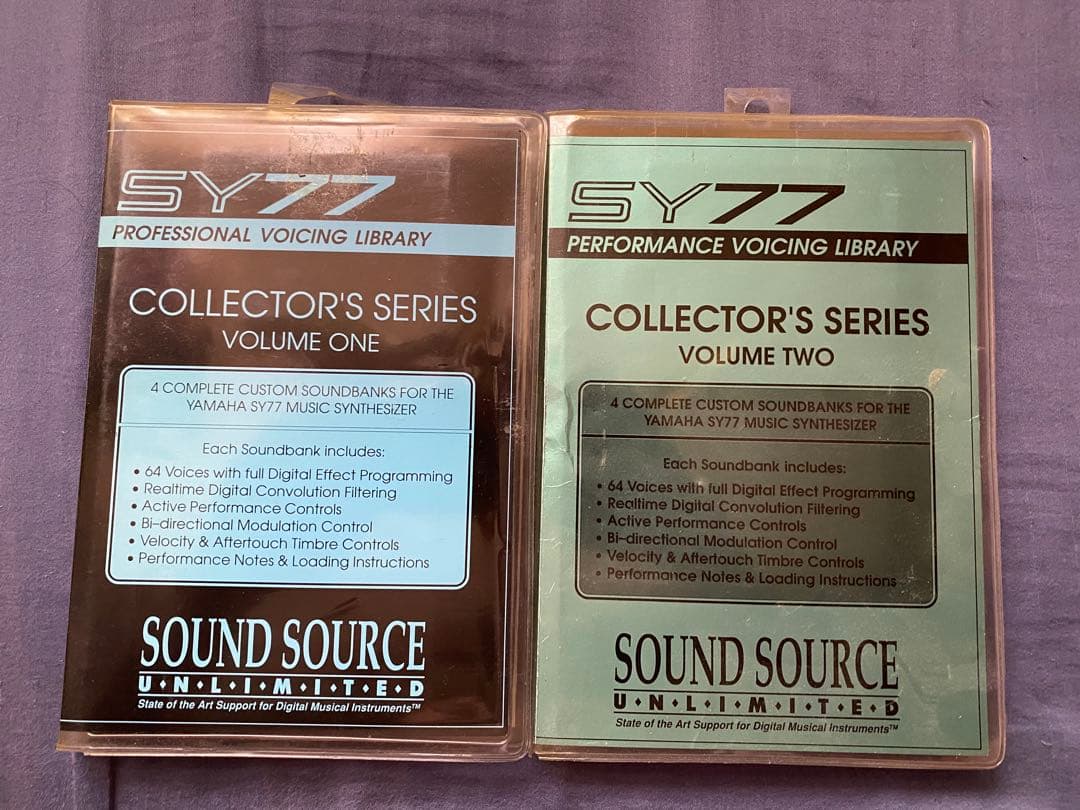 SY77
PROFESSIONAL VOICING LIBRARY
COLLECTOR'S SERIES
VOLUME ONE
4 COMPLETE CUSTOM SOUNDBANKS FOR THE
YAMAHA SY77 MUSIC SYNTHESIZER
Each Soundbank includes:
• 64 Voices with full Digital Effect Programming
• Realtime Digital Convolution Filtering
• Active Performance Controls
• Bi-directional Modulation Control
• Velocity & Aftertouch Timbre Controls
• Performance Notes & Loading Instructions
SOUND SOURCE
U•N•L•I•M•I•T•E•D
State of the Art Support for Digital Musical Instruments™
SY77
PERFORMANCE VOICING LIBRARY
COLLECTOR'S SERIES
VOLUME TWO
4 COMPLETE CUSTOM SOUNDBANKS FOR THE
YAMAHA SY77 MUSIC SYNTHESIZER
Each Soundbank includes:
• 64 Voices with full Digital Effect Programming
• Realtime Digital Convolution Filtering
• Active Performance Controls
• Bi-directional Modulation Control
• Velocity & Aftertouch Timbre Controls
• Performance Notes & Loading Instructions
SOUND SOURCE
U•N•L•I•M•I•T•E•D
State of the Art Support for Digital Musical Instruments™